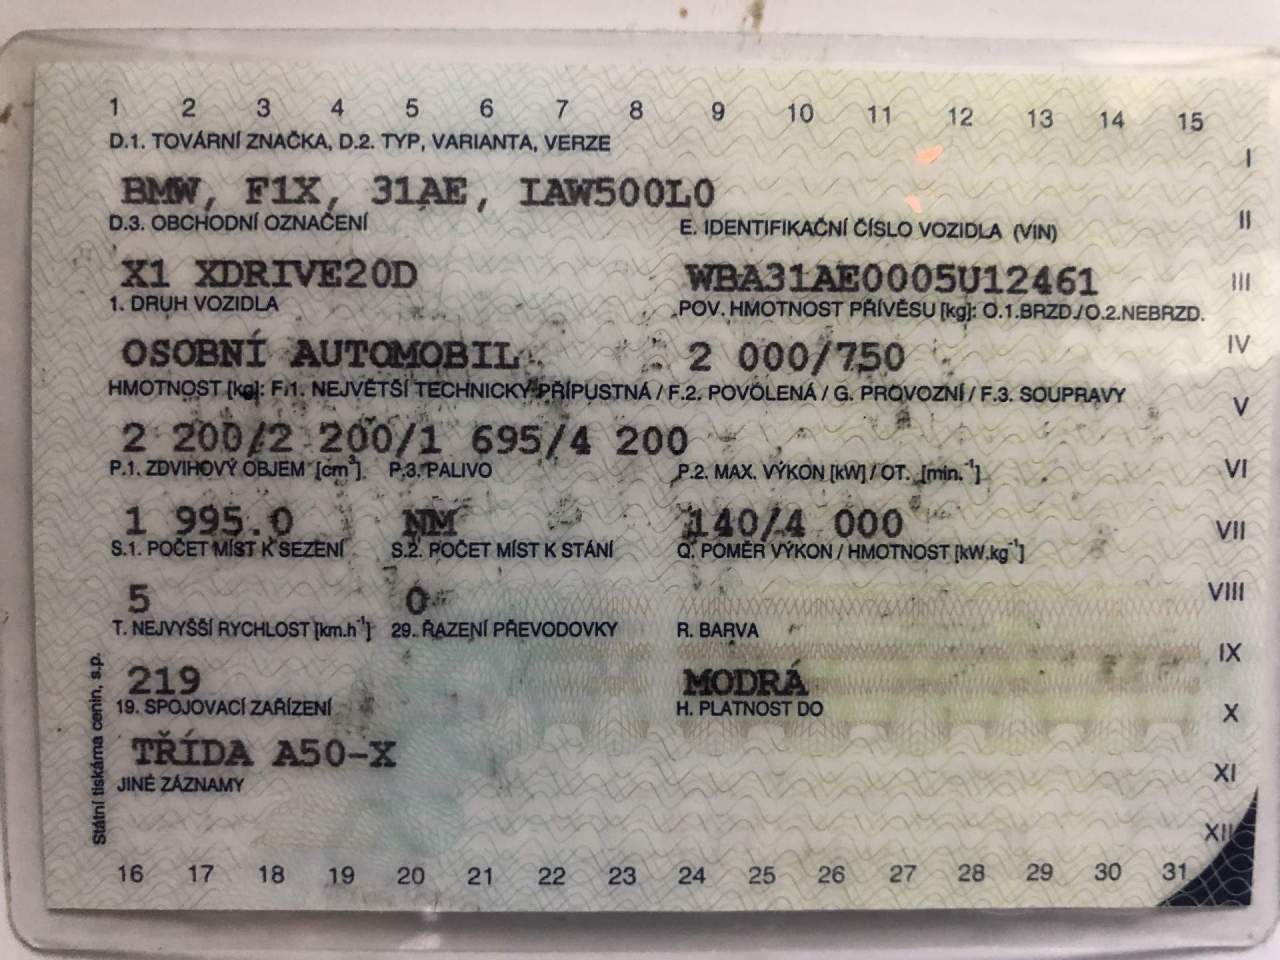 1 2 3 4 5 6 7 8 9 10 11 12 13 14 15
D.1. TOVÁRNÍ ZNAČKA, D.2. TYP, VARIANTA, VERZE
I
BMW, F1X, 31AE, IAW500L0
D.3. OBCHODNÍ OZNAČENÍ E. IDENTIFIKAČNÍ ČÍSLO VOZIDLA (VIN)
II
X1 XDRIVE20D WBA31AE0005U12461
III
1. DRUH VOZIDLA POV. HMOTNOST PŘÍVĚSU [kg]: O.1.BRZD./O.2.NEBRZD.
IV
OSOBNÍ AUTOMOBIL 2 000/750
HMOTNOST [kg]: F.1. NEJVĚTŠÍ TECHNICKY PŘÍPUSTNÁ / F.2. POVOLENÁ / G. PROVOZNÍ / F.3. SOUPRAVY
V
2 200/2 200/1 695/4 200
P.1. ZDVIHOVÝ OBJEM [cm³] P.3. PALIVO P.2. MAX. VÝKON [kW] / OT. [min.⁻¹]
VI
1 995.0 NM 140/4 000
VII
S.1. POČET MÍST K SEZENÍ S.2. POČET MÍST K STÁNÍ Q. POMĚR VÝKON / HMOTNOST [kW.kg⁻¹]
5 0
VIII
T. NEJVYŠŠÍ RYCHLOST [km.h⁻¹] 29. ŘAZENÍ PŘEVODOVKY R. BARVA
IX
219 MODRÁ
19. SPOJOVACÍ ZAŘÍZENÍ H. PLATNOST DO
X
TŘÍDA A50-X
XI
JINÉ ZÁZNAMY
XII
Státní tiskárna cenin, s.p.
16 17 18 19 20 21 22 23 24 25 26 27 28 29 30 31